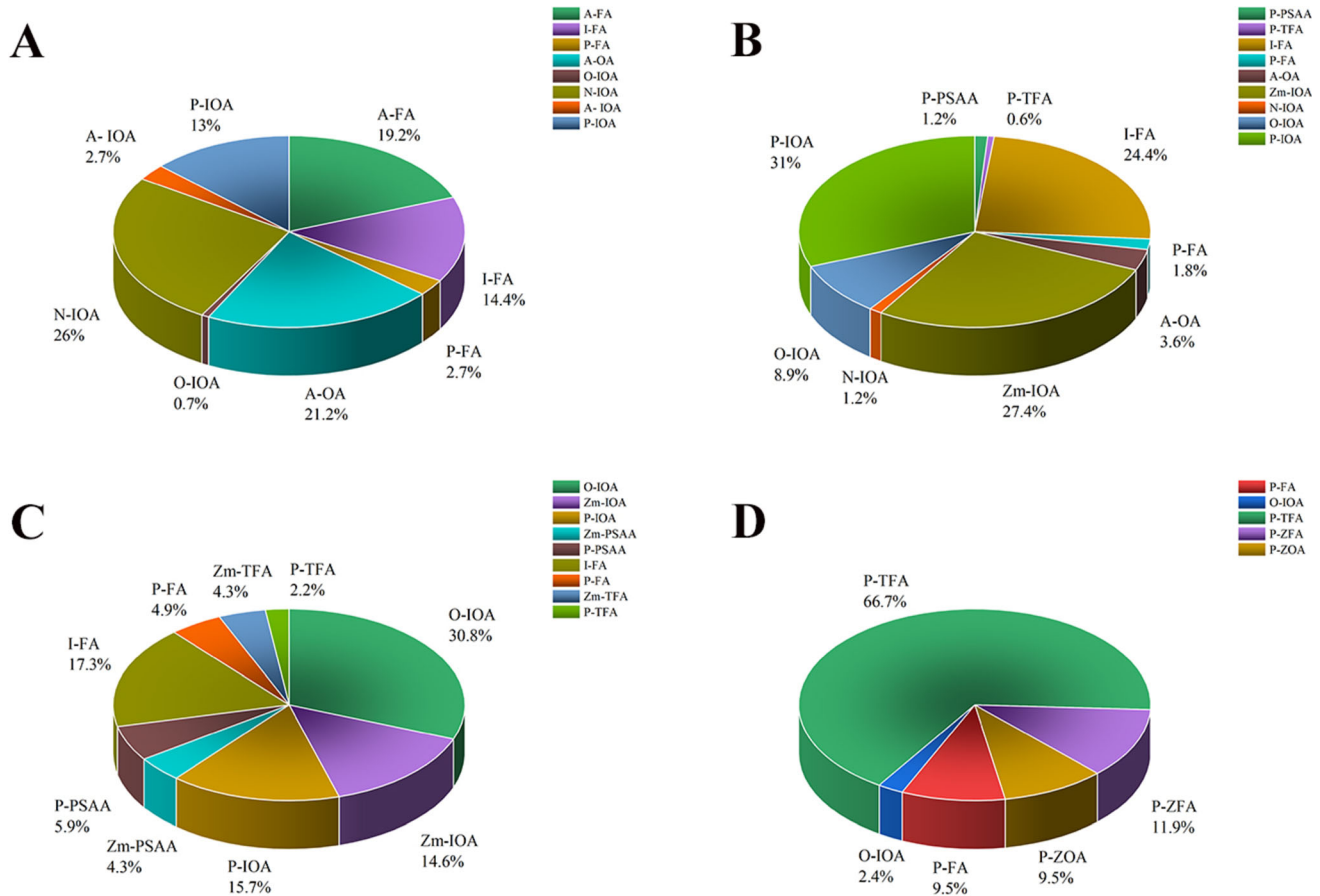 A
P-IOA
13%
A- IOA
2.7%
A-FA
19.2%
N-IOA
26%
I-FA
14.4%
P-FA
2.7%
O-IOA
0.7%
A-OA
21.2%
A-FA
I-FA
P-FA
A-OA
O-IOA
N-IOA
A- IOA
P-IOA
B
P-PSAA
1.2%
P-TFA
0.6%
P-IOA
31%
I-FA
24.4%
P-FA
1.8%
A-OA
3.6%
O-IOA
8.9%
N-IOA
1.2%
Zm-IOA
27.4%
P-PSAA
P-TFA
I-FA
P-FA
A-OA
Zm-IOA
N-IOA
O-IOA
P-IOA
C
P-FA
4.9%
Zm-TFA
4.3%
P-TFA
2.2%
O-IOA
30.8%
I-FA
17.3%
P-PSAA
5.9%
Zm-PSAA
4.3%
P-IOA
15.7%
Zm-IOA
14.6%
O-IOA
Zm-IOA
P-IOA
Zm-PSAA
P-PSAA
I-FA
P-FA
Zm-TFA
P-TFA
D
P-TFA
66.7%
P-ZFA
11.9%
O-IOA
2.4%
P-FA
9.5%
P-ZOA
9.5%
P-FA
O-IOA
P-TFA
P-ZFA
P-ZOA